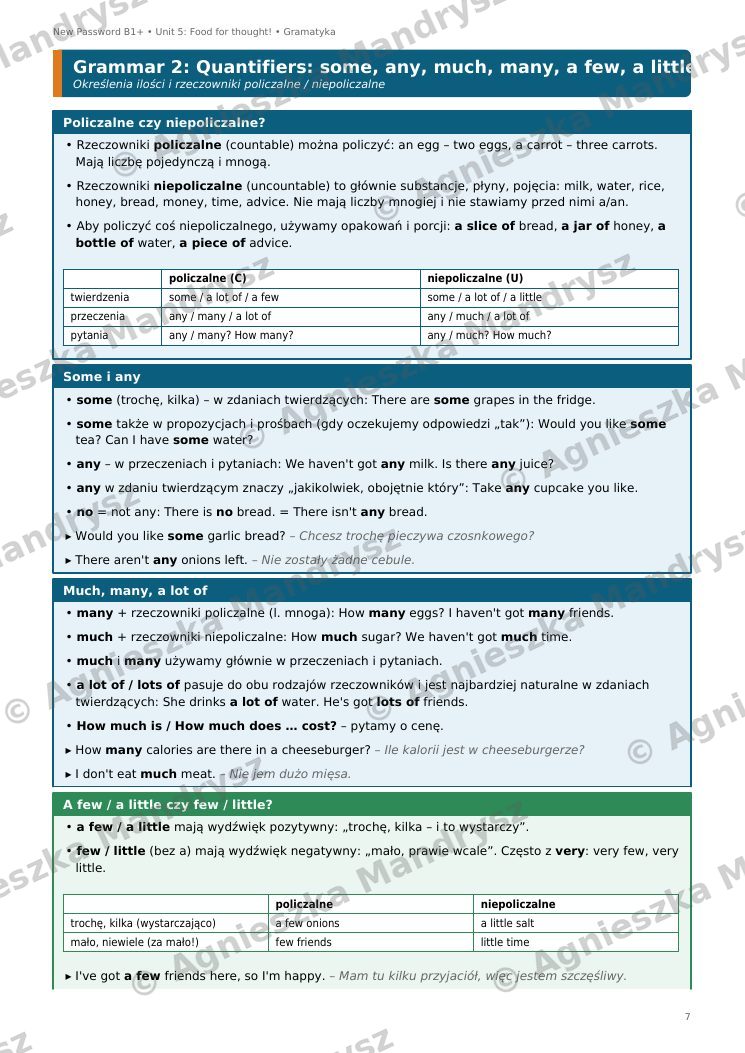 New Password B1+ • Unit 5: Food for thought! • Gramatyka
Grammar 2: Quantifiers: some, any, much, many, a few, a little
Określenia ilości i rzeczowniki policzalne / niepoliczalne
Policzalne czy niepoliczalne?
• Rzeczowniki policzalne (countable) można policzyć: an egg – two eggs, a carrot – three carrots.
Mają liczbę pojedynczą i mnogą.
• Rzeczowniki niepoliczalne (uncountable) to głównie substancje, płyny, pojęcia: milk, water, rice,
honey, bread, money, time, advice. Nie mają liczby mnogiej i nie stawiamy przed nimi a/an.
• Aby policzyć coś niepoliczalnego, używamy opakowań i porcji: a slice of bread, a jar of honey, a
bottle of water, a piece of advice.
policzalne (C) niepoliczalne (U)
twierdzenia some / a lot of / a few some / a lot of / a little
przeczenia any / many / a lot of any / much / a lot of
pytania any / many? How many? any / much? How much?
Some i any
• some (trochę, kilka) – w zdaniach twierdzących: There are some grapes in the fridge.
• some także w propozycjach i prośbach (gdy oczekujemy odpowiedzi „tak”): Would you like some
tea? Can I have some water?
• any – w przeczeniach i pytaniach: We haven't got any milk. Is there any juice?
• any w zdaniu twierdzącym znaczy „jakikolwiek, obojętnie który”: Take any cupcake you like.
• no = not any: There is no bread. = There isn't any bread.
▸ Would you like some garlic bread? – Chcesz trochę pieczywa czosnkowego?
▸ There aren't any onions left. – Nie zostały żadne cebule.
Much, many, a lot of
• many + rzeczowniki policzalne (l. mnoga): How many eggs? I haven't got many friends.
• much + rzeczowniki niepoliczalne: How much sugar? We haven't got much time.
• much i many używamy głównie w przeczeniach i pytaniach.
• a lot of / lots of pasuje do obu rodzajów rzeczowników i jest najbardziej naturalne w zdaniach
twierdzących: She drinks a lot of water. He's got lots of friends.
• How much is / How much does … cost? – pytamy o cenę.
▸ How many calories are there in a cheeseburger? – Ile kalorii jest w cheeseburgerze?
▸ I don't eat much meat. – Nie jem dużo mięsa.
A few / a little czy few / little?
• a few / a little mają wydźwięk pozytywny: „trochę, kilka – i to wystarczy”.
• few / little (bez a) mają wydźwięk negatywny: „mało, prawie wcale”. Często z very: very few, very
little.
policzalne niepoliczalne
trochę, kilka (wystarczająco) a few onions a little salt
mało, niewiele (za mało!) few friends little time
▸ I've got a few friends here, so I'm happy. – Mam tu kilku przyjaciół, więc jestem szczęśliwy.
7
© Agnieszka Mandrysz